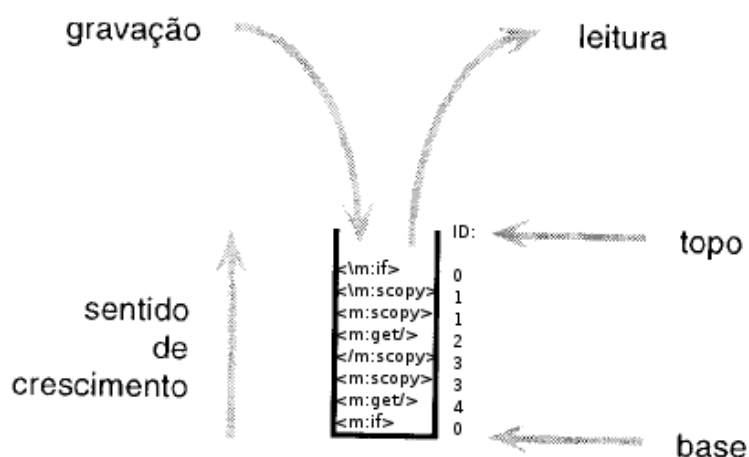 gravação
leitura
ID:
topo
<\m:if> 0
<\m:scopy> 1
<m:scopy> 1
<m:get/> 2
</m:scopy> 3
<m:scopy> 3
<m:get/> 4
<m:if> 0
sentido
de
crescimento
base